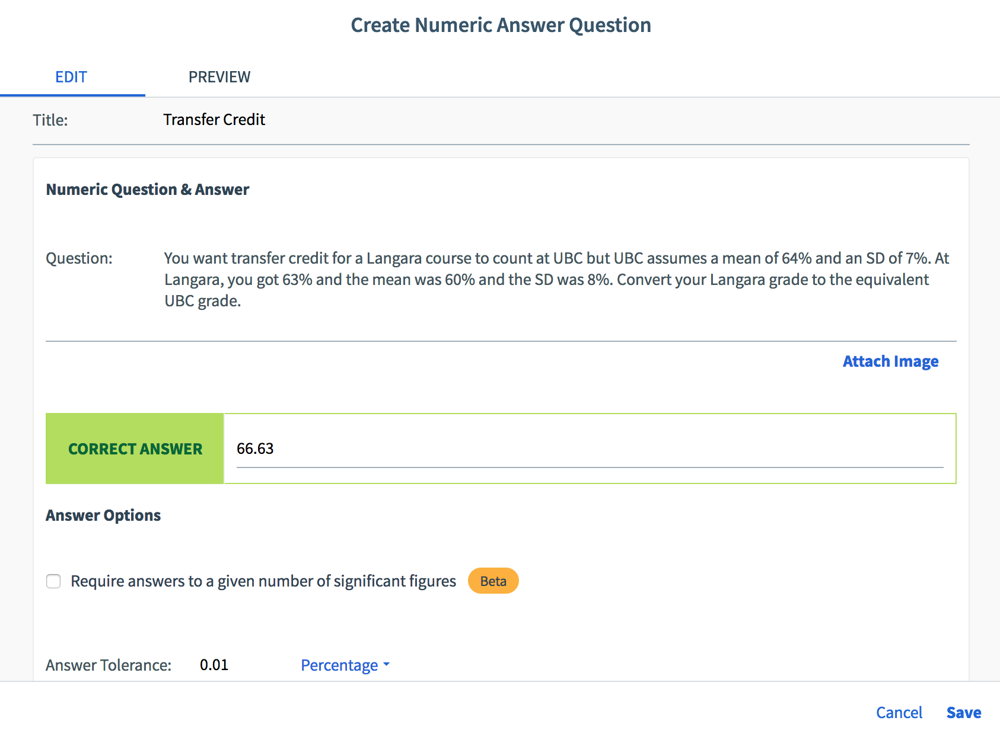 Create Numeric Answer Question
EDIT PREVIEW
Title: Transfer Credit
Numeric Question & Answer
Question: You want transfer credit for a Langara course to count at UBC but UBC assumes a mean of 64% and an SD of 7%. At
Langara, you got 63% and the mean was 60% and the SD was 8%. Convert your Langara grade to the equivalent
UBC grade.
Attach Image
CORRECT ANSWER 66.63
Answer Options
Require answers to a given number of significant figures Beta
Answer Tolerance: 0.01 Percentage
Cancel Save